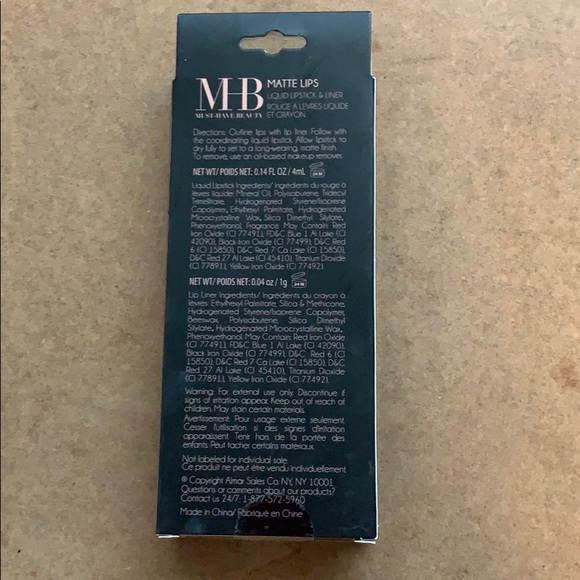 MHB
MUST-HAVE BEAUTY
MATTE LIPS
LIQUID LIPSTICK & LINER
ROUGE A LEVRES LIQUIDE
ET CRAYON
Directions: Outline lips with lip liner. Follow with
the coordinating liquid lipstick. Allow lipstick to
dry fully to set to a long-wearing, matte finish.
To remove, use an oil-based makeup remover.
NET WT/ POIDS NET: 0.14 FL OZ / 4mL 24 M
Liquid Lipstick Ingredients/ Ingrédients du rouge à
lèvres liquide: Mineral Oil, Polyisobutene, Tridecyl
Trimellitate, Hydrogenated Styrene/Isoprene
Copolymer, Ethylhexyl Palmitate, Hydrogenated
Microcrystalline Wax, Silica Dimethyl Silylate,
Phenoxyethanol, Fragrance. May Contain: Red
Iron Oxide (CI 77491), FD&C Blue 1 Al Lake (CI
42090), Black Iron Oxide (CI 77499), D&C Red
6 (CI 15850), D&C Red 7 Ca Lake (CI 15850),
D&C Red 27 Al Lake (CI 45410), Titanium Dioxide
(CI 77891), Yellow Iron Oxide (CI 77492).
NET WT/ POIDS NET: 0.04 oz / 1g 24 M
Lip Liner Ingredients/ Ingrédients du crayon à
lèvres: Ethylhexyl Palmitate, Silica & Methicone,
Hydrogenated Styrene/Isoprene Copolymer,
Beeswax, Polyisobutene, Silica Dimethyl
Silylate, Hydrogenated Microcrystalline Wax,
Phenoxyethanol. May Contain: Red Iron Oxide
(CI 77491), FD&C Blue 1 Al Lake (CI 42090),
Black Iron Oxide (CI 77499), D&C Red 6 (CI
15850), D&C Red 7 Ca Lake (CI 15850), D&C
Red 27 Al Lake (CI 45410), Titanium Dioxide
(CI 77891), Yellow Iron Oxide (CI 77492).
Warning: For external use only. Discontinue if
signs of irritation appear. Keep out of reach of
children. May stain certain materials.
Avertissement: Pour usage externe seulement.
Cesser l'utilisation si des signes d'irritation
apparaissent. Tenir hors de la portée des
enfants. Peut tacher certains matériaux.
Not labeled for individual sale.
Ce produit ne peut être vendu individuellement.
® Copyright Almar Sales Co. NY, NY 10001
Questions or comments about our products?
Contact us 24/7: 1-877-572-5960
Made in China/ Fabriqué en Chine